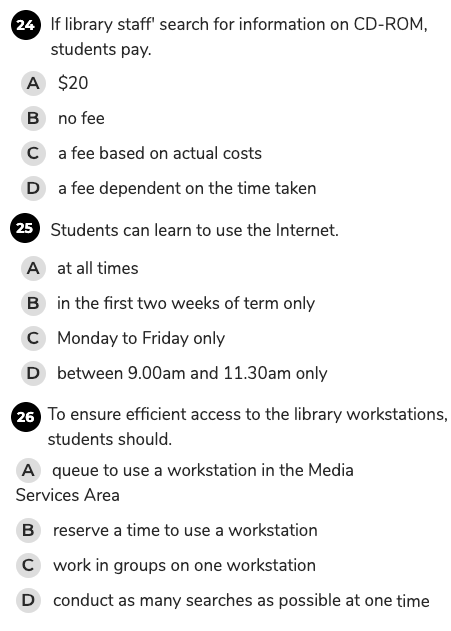 24 If library staff' search for information on CD-ROM,
students pay.
A $20
B no fee
C a fee based on actual costs
D a fee dependent on the time taken
25 Students can learn to use the Internet.
A at all times
B in the first two weeks of term only
C Monday to Friday only
D between 9.00am and 11.30am only
26 To ensure efficient access to the library workstations,
students should.
A queue to use a workstation in the Media
Services Area
B reserve a time to use a workstation
C work in groups on one workstation
D conduct as many searches as possible at one time